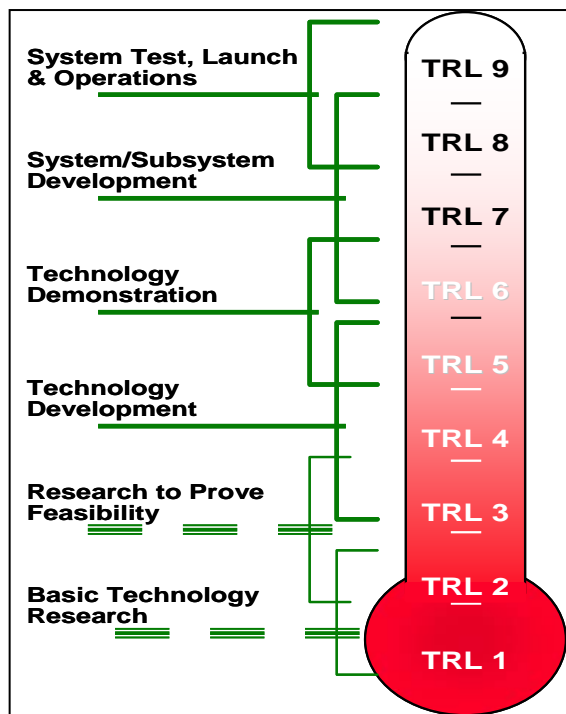 System Test, Launch
& Operations
System/Subsystem
Development
Technology
Demonstration
Technology
Development
Research to Prove
Feasibility
Basic Technology
Research
TRL 9
TRL 8
TRL 7
TRL 6
TRL 5
TRL 4
TRL 3
TRL 2
TRL 1